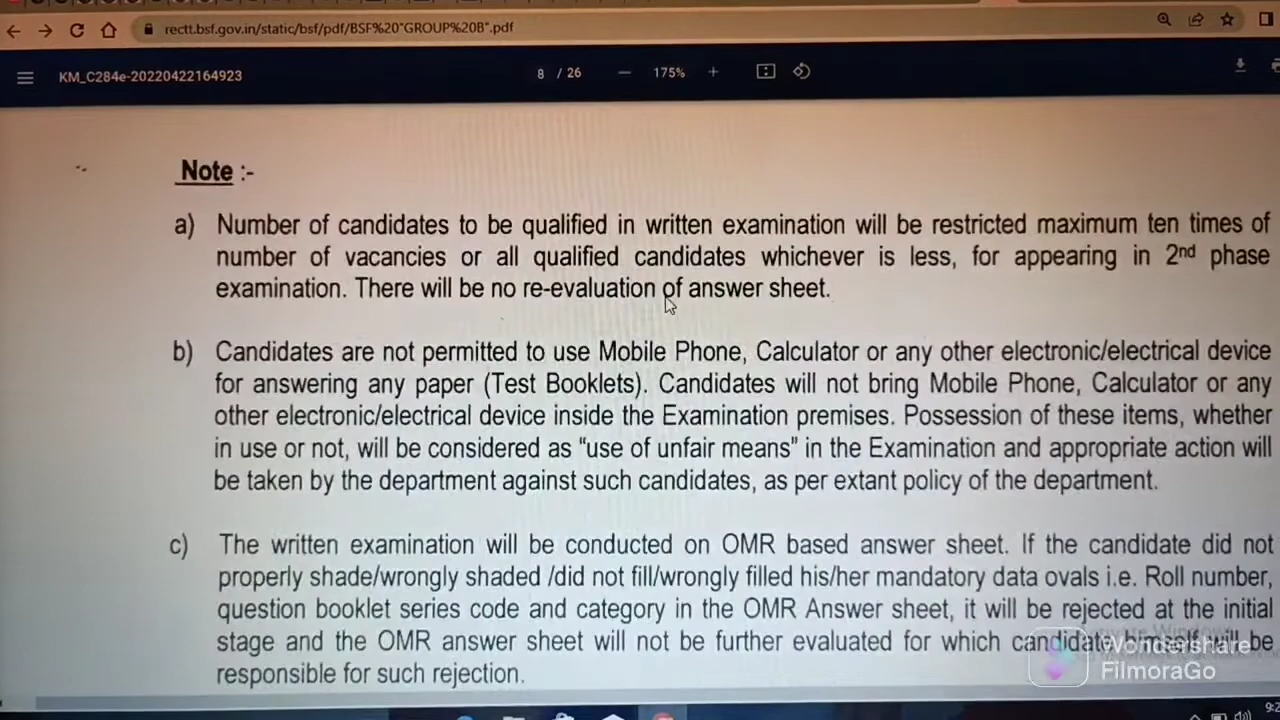 rectt.bsf.gov.in/static/bsf/pdf/BSF%20"GROUP%20B".pdf
KM_C284e-20220422164923
8 / 26
175%
Note :-
a) Number of candidates to be qualified in written examination will be restricted maximum ten times of
number of vacancies or all qualified candidates whichever is less, for appearing in 2nd phase
examination. There will be no re-evaluation of answer sheet.
b) Candidates are not permitted to use Mobile Phone, Calculator or any other electronic/electrical device
for answering any paper (Test Booklets). Candidates will not bring Mobile Phone, Calculator or any
other electronic/electrical device inside the Examination premises. Possession of these items, whether
in use or not, will be considered as “use of unfair means” in the Examination and appropriate action will
be taken by the department against such candidates, as per extant policy of the department.
c) The written examination will be conducted on OMR based answer sheet. If the candidate did not
properly shade/wrongly shaded /did not fill/wrongly filled his/her mandatory data ovals i.e. Roll number,
question booklet series code and category in the OMR Answer sheet, it will be rejected at the initial
stage and the OMR answer sheet will not be further evaluated for which candidate himself will be
responsible for such rejection.
Wondershare
FilmoraGo